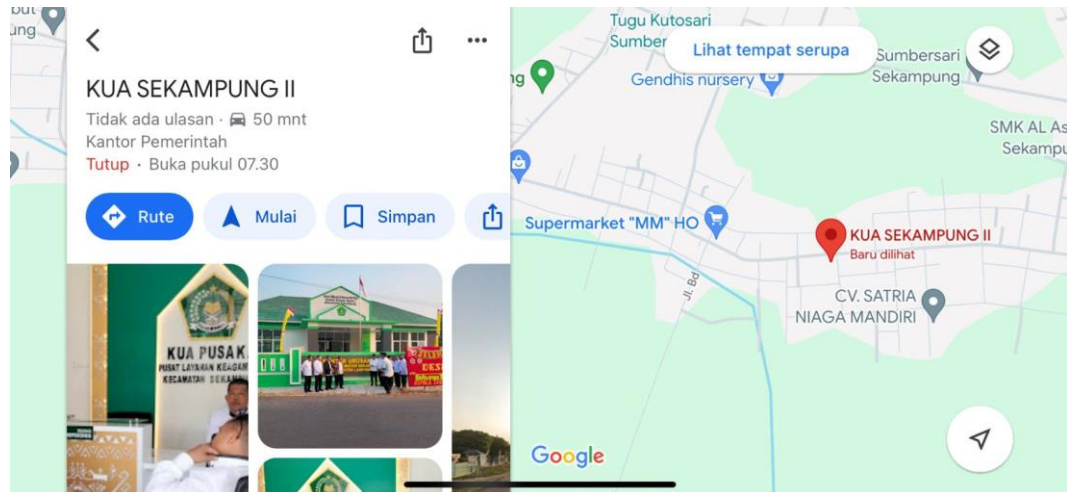 KUA SEKAMPUNG II
Tidak ada ulasan · 50 mnt
Kantor Pemerintah
Tutup · Buka pukul 07.30
Rute
Mulai
Simpan
KUA PUSAK
PUSAT LAYANAN KEAGAM
KECAMATAN SEKAM
Tugu Kutosari
Sumber
Lihat tempat serupa
Sumbersari
Sekampung
Gendhis nursery
SMK AL As
Sekampu
Supermarket "MM" HO
KUA SEKAMPUNG II
Baru dilihat
Jl. Bd
CV. SATRIA
NIAGA MANDIRI
Google